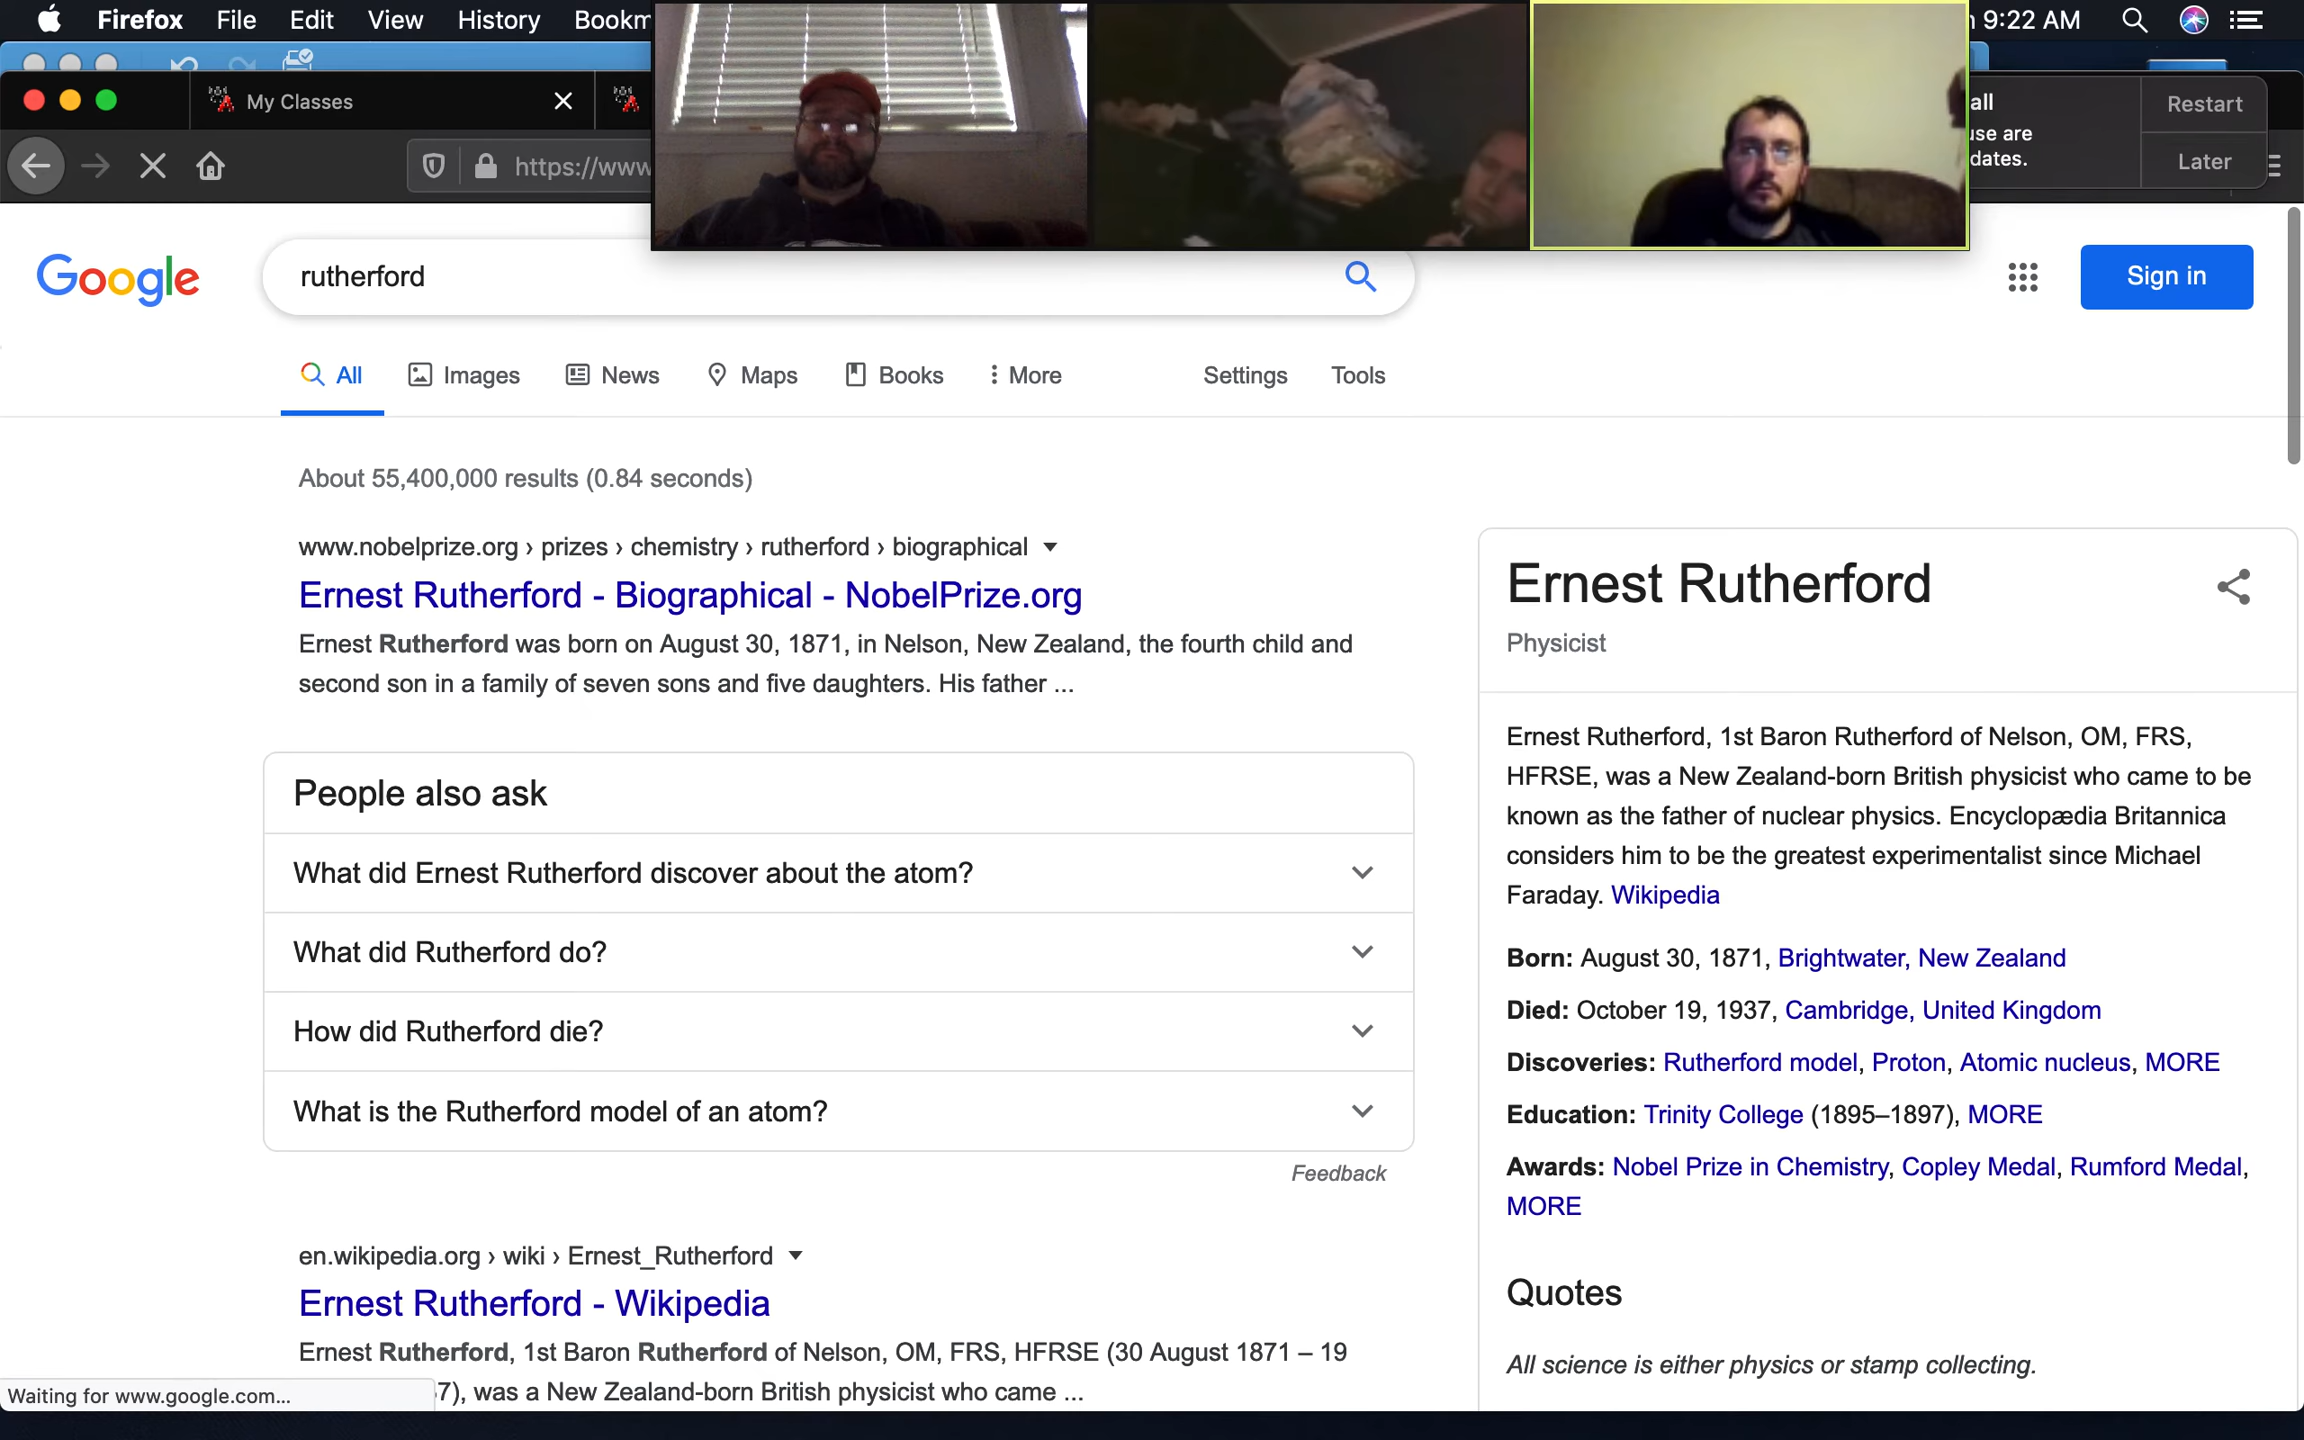 Firefox File Edit View History Bookm
9:22 AM
My Classes
all
Restart
use are
dates.
Later
https://www
Google
rutherford
Sign in
All Images News Maps Books More Settings Tools
About 55,400,000 results (0.84 seconds)
www.nobelprize.org › prizes › chemistry › rutherford › biographical
Ernest Rutherford - Biographical - NobelPrize.org
Ernest Rutherford was born on August 30, 1871, in Nelson, New Zealand, the fourth child and
second son in a family of seven sons and five daughters. His father ...
People also ask
What did Ernest Rutherford discover about the atom?
What did Rutherford do?
How did Rutherford die?
What is the Rutherford model of an atom?
Feedback
en.wikipedia.org › wiki › Ernest_Rutherford
Ernest Rutherford - Wikipedia
Ernest Rutherford, 1st Baron Rutherford of Nelson, OM, FRS, HFRSE (30 August 1871 – 19
7), was a New Zealand-born British physicist who came ...
Waiting for www.google.com...
Ernest Rutherford
Physicist
Ernest Rutherford, 1st Baron Rutherford of Nelson, OM, FRS,
HFRSE, was a New Zealand-born British physicist who came to be
known as the father of nuclear physics. Encyclopædia Britannica
considers him to be the greatest experimentalist since Michael
Faraday. Wikipedia
Born: August 30, 1871, Brightwater, New Zealand
Died: October 19, 1937, Cambridge, United Kingdom
Discoveries: Rutherford model, Proton, Atomic nucleus, MORE
Education: Trinity College (1895–1897), MORE
Awards: Nobel Prize in Chemistry, Copley Medal, Rumford Medal,
MORE
Quotes
All science is either physics or stamp collecting.